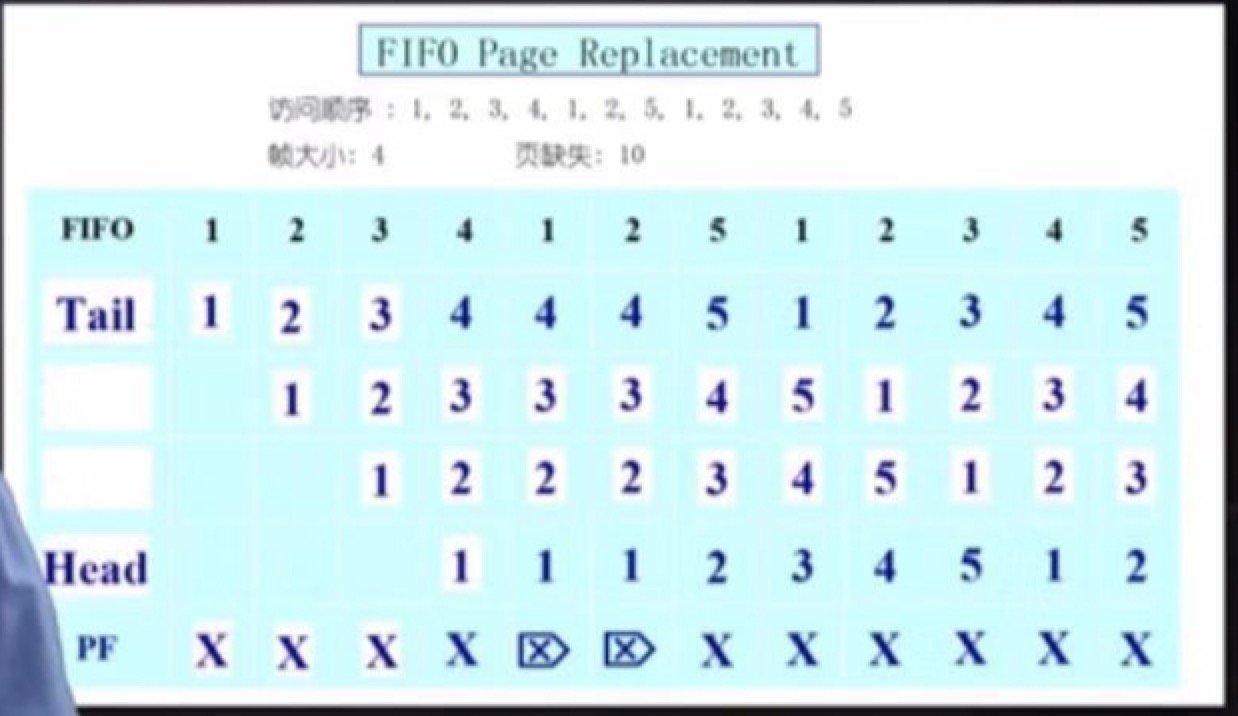 FIFO Page Replacement
访问顺序 : 1, 2, 3, 4, 1, 2, 5, 1, 2, 3, 4, 5
帧大小: 4 页缺失: 10
FIFO 1 2 3 4 1 2 5 1 2 3 4 5
Tail 1 2 3 4 4 4 5 1 2 3 4 5
1 2 3 3 3 4 5 1 2 3 4
1 2 2 2 3 4 5 1 2 3
Head 1 1 1 2 3 4 5 1 2
PF X X X X ⌦ ⌦ X X X X X X